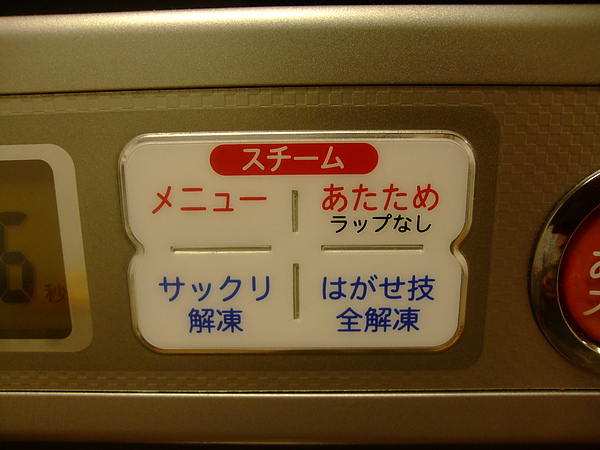 スチーム
メニュー
あたため
ラップなし
サックリ
解凍
はがせ技
全解凍
秒